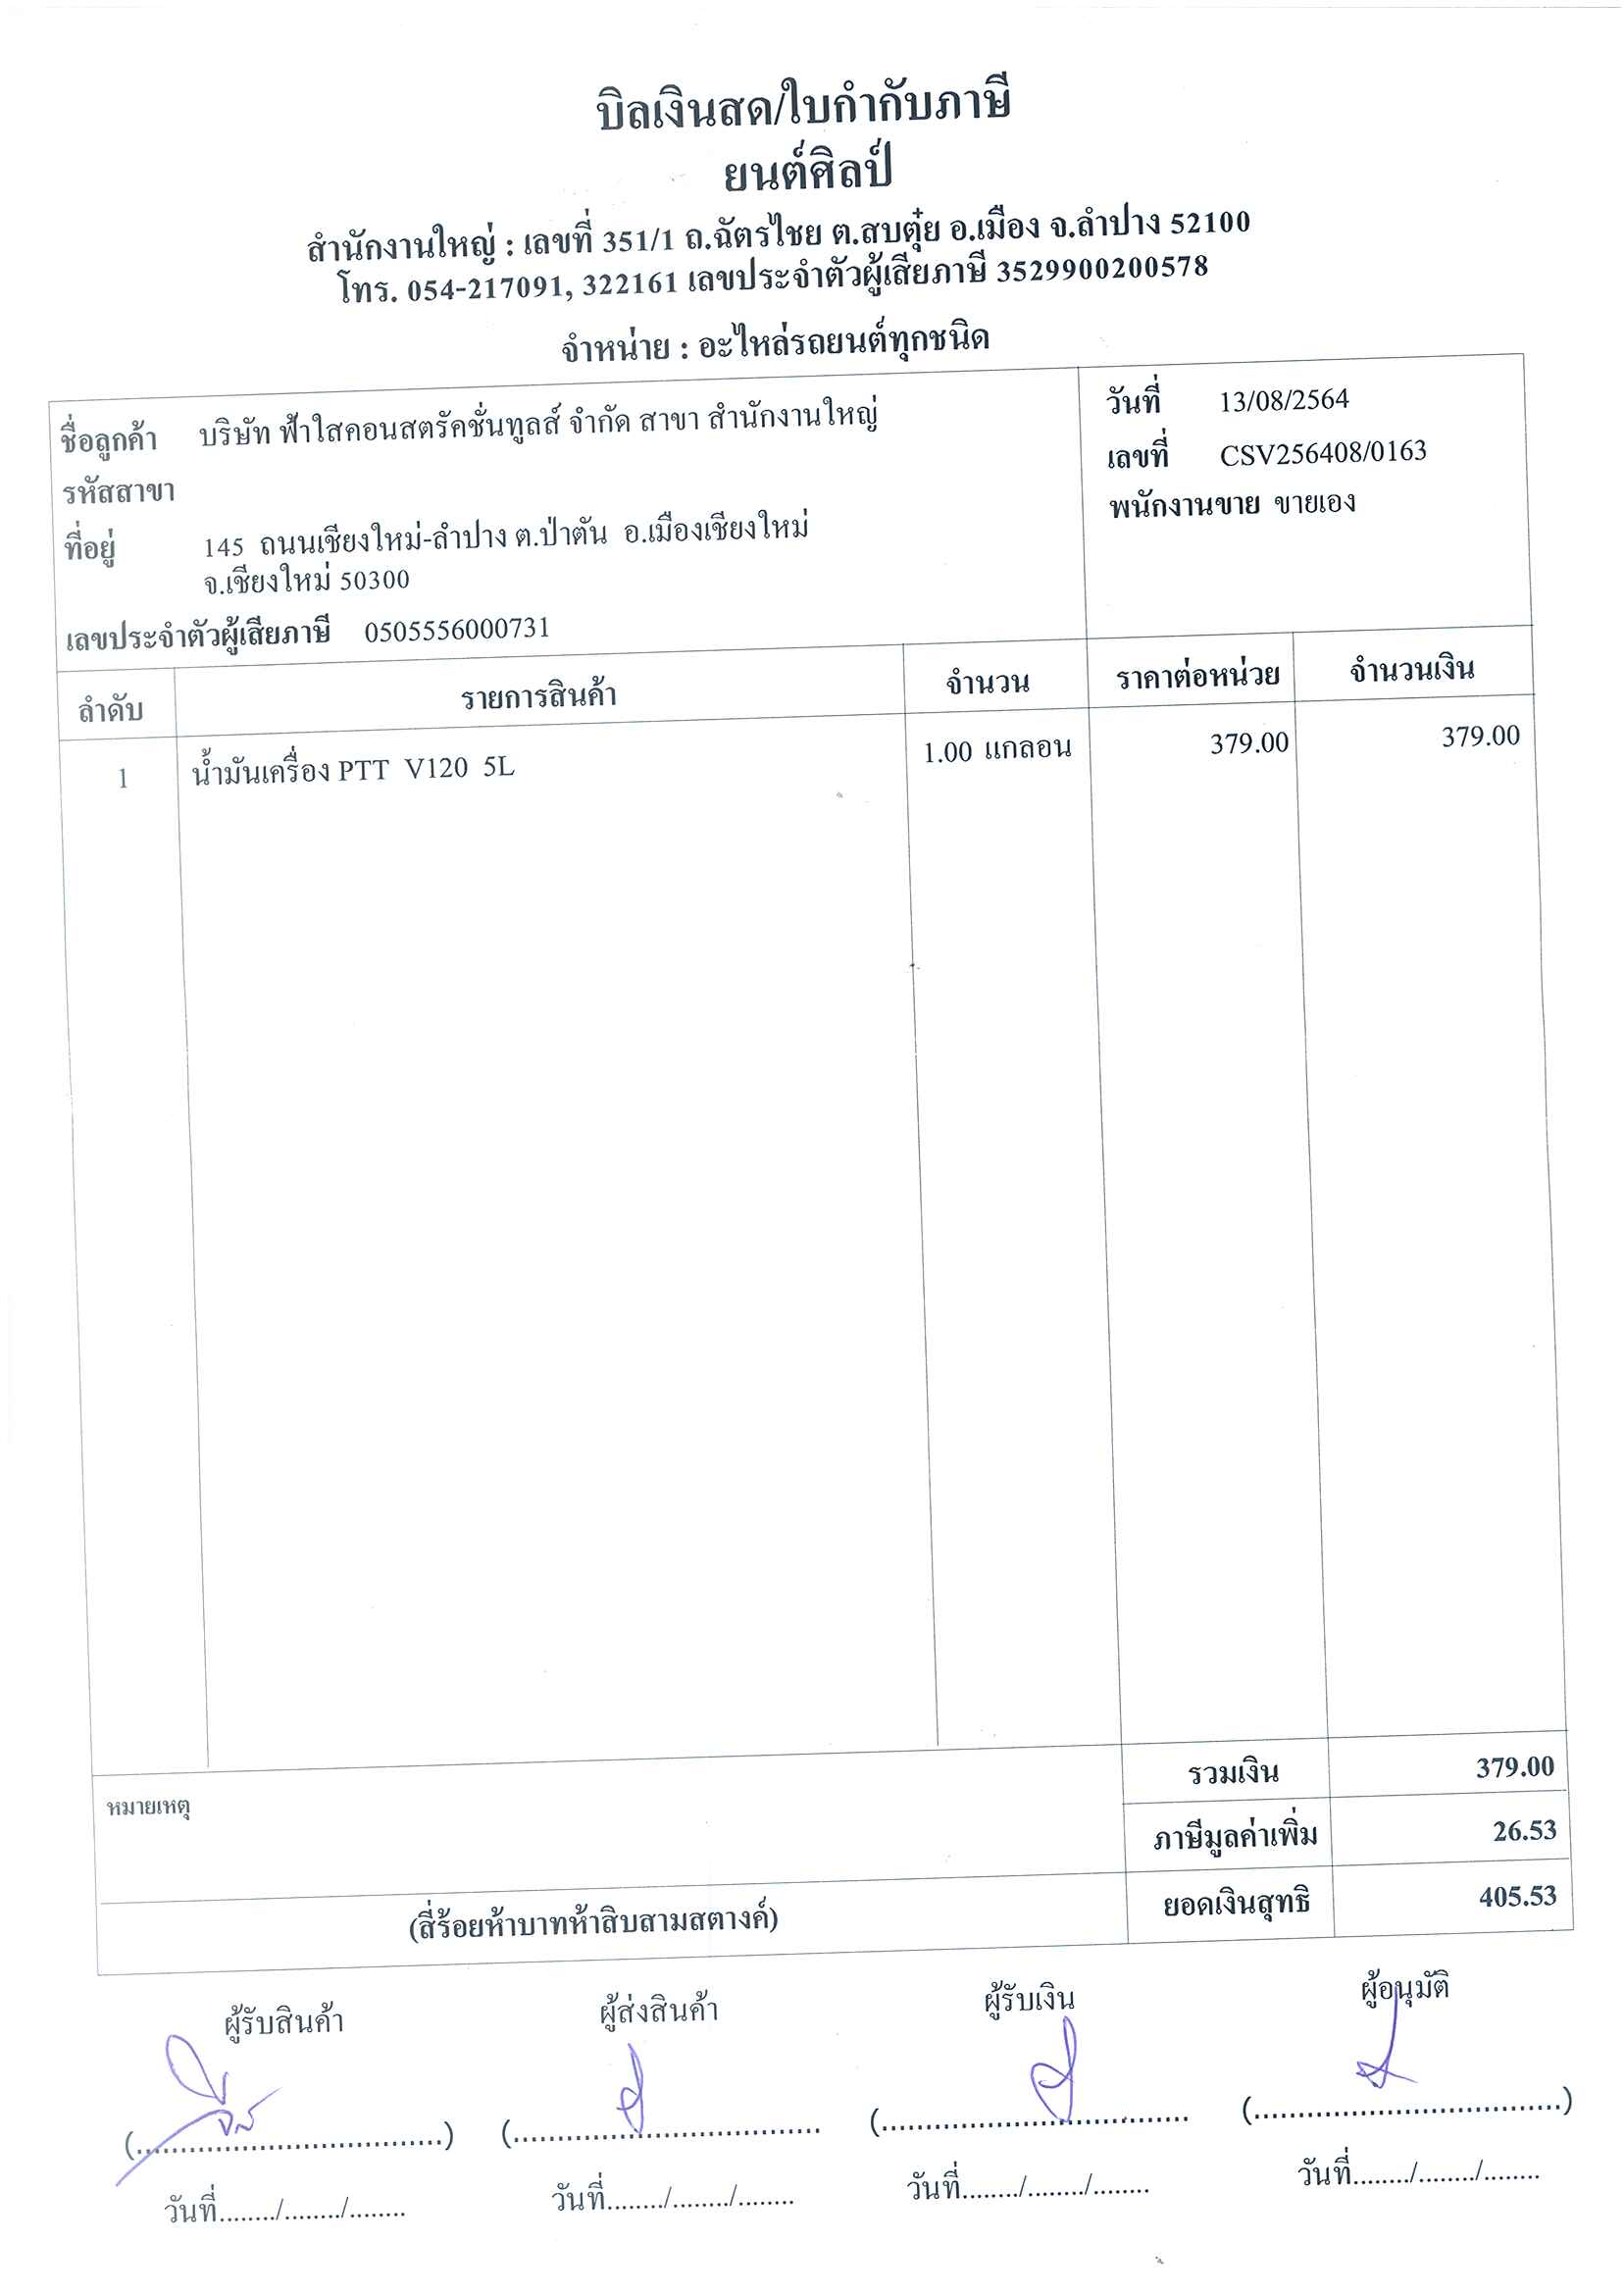 บิลเงินสด/ใบกำกับภาษี
ยนต์ศิลป์
สำนักงานใหญ่ : เลขที่ 351/1 ถ.ฉัตรไชย ต.สบตุ๋ย อ.เมือง จ.ลำปาง 52100
โทร. 054-217091, 322161 เลขประจำตัวผู้เสียภาษี 3529900200578
จำหน่าย : อะไหล่รถยนต์ทุกชนิด
ชื่อลูกค้า บริษัท ฟ้าใสคอนสตรัคชั่นทูลส์ จำกัด สาขา สำนักงานใหญ่
รหัสสาขา
ที่อยู่ 145 ถนนเชียงใหม่-ลำปาง ต.ป่าตัน อ.เมืองเชียงใหม่
จ.เชียงใหม่ 50300
เลขประจำตัวผู้เสียภาษี 0505556000731
วันที่ 13/08/2564
เลขที่ CSV256408/0163
พนักงานขาย ขายเอง
ลำดับ รายการสินค้า จำนวน ราคาต่อหน่วย จำนวนเงิน
1 น้ำมันเครื่อง PTT V120 5L 1.00 แกลอน 379.00 379.00
หมายเหตุ
รวมเงิน 379.00
ภาษีมูลค่าเพิ่ม 26.53
(สี่ร้อยห้าบาทห้าสิบสามสตางค์) ยอดเงินสุทธิ 405.53
ผู้รับสินค้า ผู้ส่งสินค้า ผู้รับเงิน ผู้อนุมัติ
(..................................) (.................................. (.................................. (..................................)
วันที่......../......../........ วันที่......../......../........ วันที่......../......../........ วันที่......../......../........